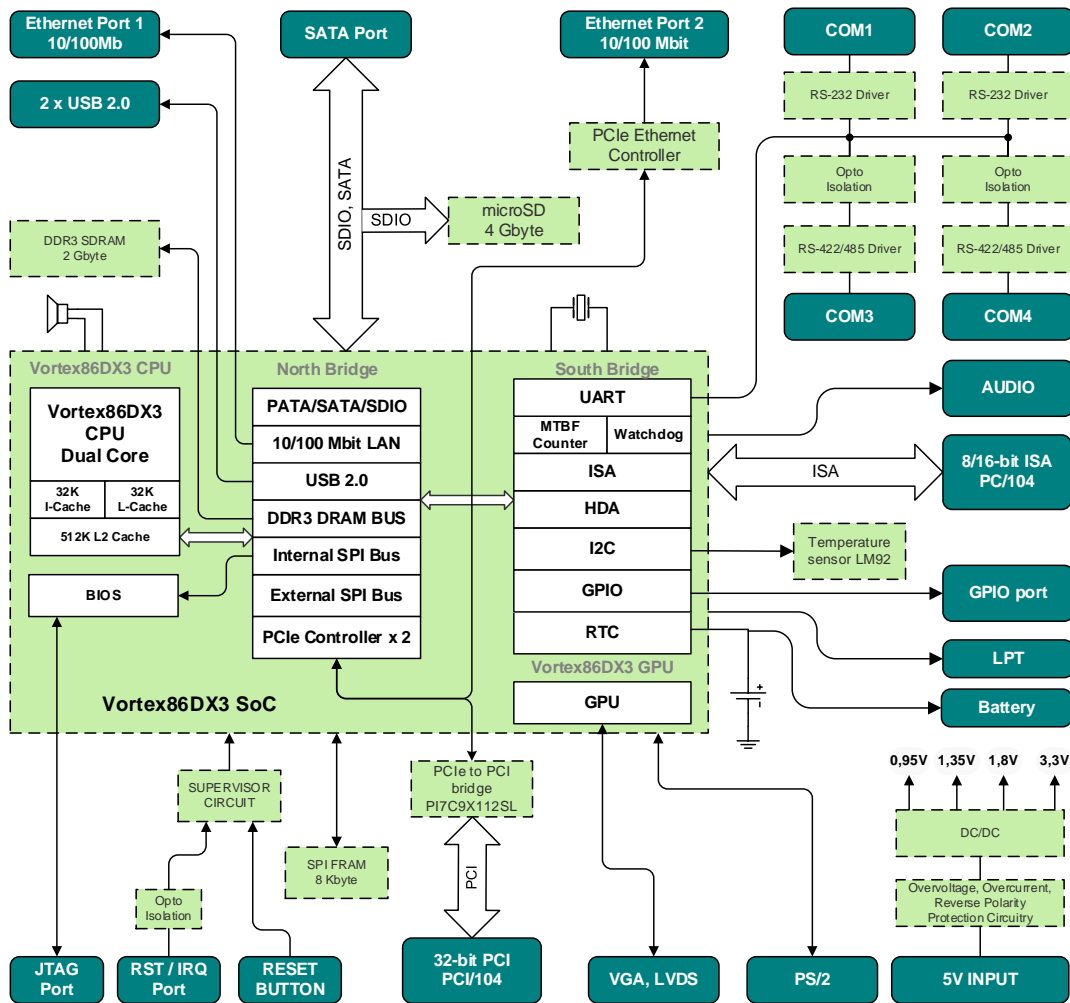 Ethernet Port 1
10/100Mb
SATA Port
Ethernet Port 2
10/100 Mbit
COM1
COM2
2 x USB 2.0
RS-232 Driver
RS-232 Driver
PCIe Ethernet
Controller
Opto
Isolation
Opto
Isolation
SDIO, SATA
SDIO
microSD
4 Gbyte
DDR3 SDRAM
2 Gbyte
RS-422/485 Driver
RS-422/485 Driver
COM3
COM4
Vortex86DX3 CPU
North Bridge
South Bridge
Vortex86DX3
CPU
Dual Core
32K
I-Cache
32K
L-Cache
512K L2 Cache
BIOS
PATA/SATA/SDIO
10/100 Mbit LAN
USB 2.0
DDR3 DRAM BUS
Internal SPI Bus
External SPI Bus
PCIe Controller x 2
UART
MTBF
Counter
Watchdog
ISA
HDA
I2C
GPIO
RTC
Vortex86DX3 GPU
GPU
Vortex86DX3 SoC
AUDIO
ISA
8/16-bit ISA
PC/104
Temperature
sensor LM92
GPIO port
LPT
Battery
+
-
0,95V
1,35V
1,8V
3,3V
SUPERVISOR
CIRCUIT
PCIe to PCI
bridge
PI7C9X112SL
DC/DC
SPI FRAM
8 Kbyte
PCI
Opto
Isolation
Overvoltage, Overcurrent,
Reverse Polarity
Protection Circuitry
JTAG
Port
RST / IRQ
Port
RESET
BUTTON
32-bit PCI
PCI/104
VGA, LVDS
PS/2
5V INPUT